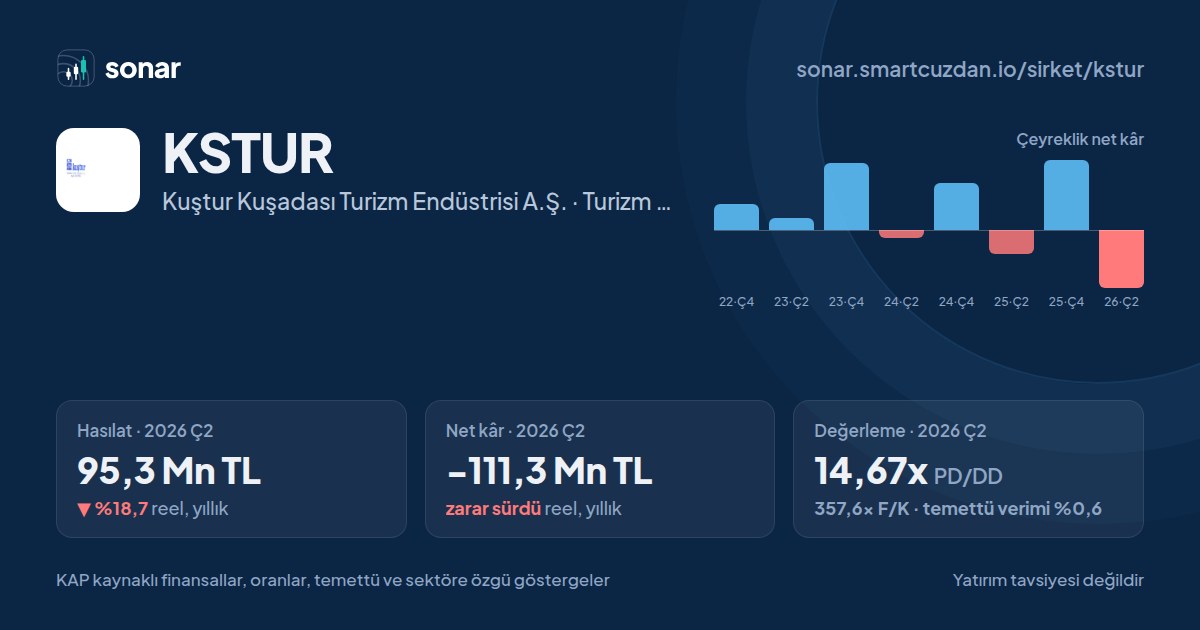 sonar
sonar.smartcuzdan.io/sirket/kstur
KSTUR
Kuştur Kuşadası Turizm Endüstrisi A.Ş. · Turizm ...
Çeyreklik net kâr
22·Ç4 23·Ç2 23·Ç4 24·Ç2 24·Ç4 25·Ç2 25·Ç4 26·Ç2
Hasılat · 2026 Ç2
95,3 Mn TL
▼ %18,7 reel, yıllık
Net kâr · 2026 Ç2
−111,3 Mn TL
zarar sürdü reel, yıllık
Değerleme · 2026 Ç2
14,67x PD/DD
357,6x F/K · temettü verimi %0,6
KAP kaynaklı finansallar, oranlar, temettü ve sektöre özgü göstergeler
Yatırım tavsiyesi değildir